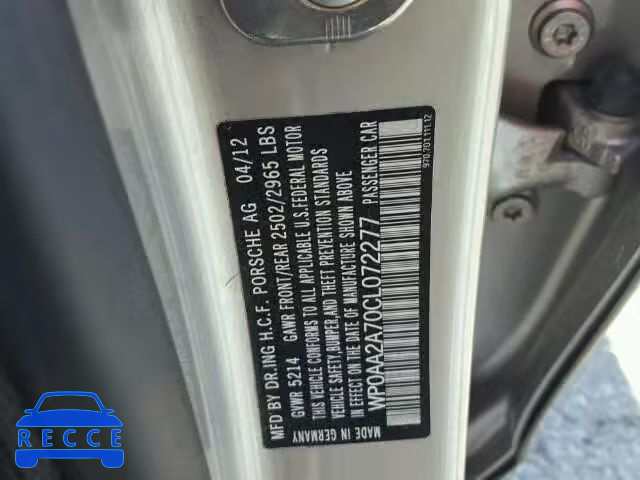 MFD BY DR.ING H.C.F. PORSCHE AG 04/12
GVWR 5214 GAWR FRONT/REAR 2502/2965 LBS
THIS VEHICLE CONFORMS TO ALL APPLICABLE U.S.FEDERAL MOTOR
VEHICLE SAFETY,BUMPER,AND THEFT PREVENTION STANDARDS
IN EFFECT ON THE DATE OF MANUFACTURE SHOWN ABOVE
WP0AA2A70CL072277 PASSENGER CAR
MADE IN GERMANY
970.701.111.12
RECCE